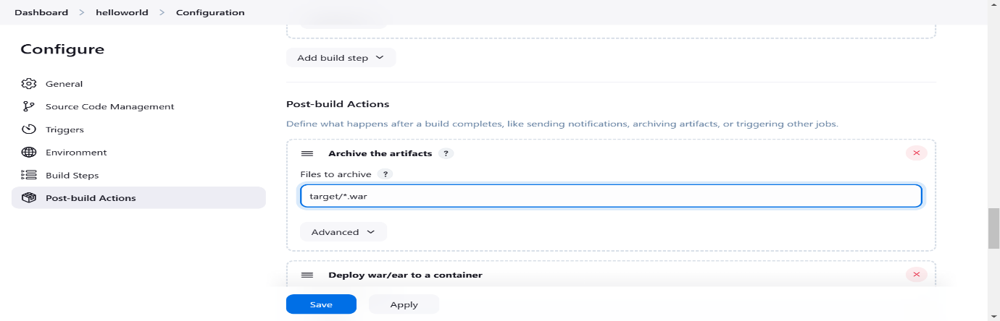 Dashboard > helloworld > Configuration
Configure
General
Source Code Management
Triggers
Environment
Build Steps
Post-build Actions
Add build step
Post-build Actions
Define what happens after a build completes, like sending notifications, archiving artifacts, or triggering other jobs.
Archive the artifacts ?
Files to archive ?
target/*.war
Advanced
Deploy war/ear to a container
Save Apply